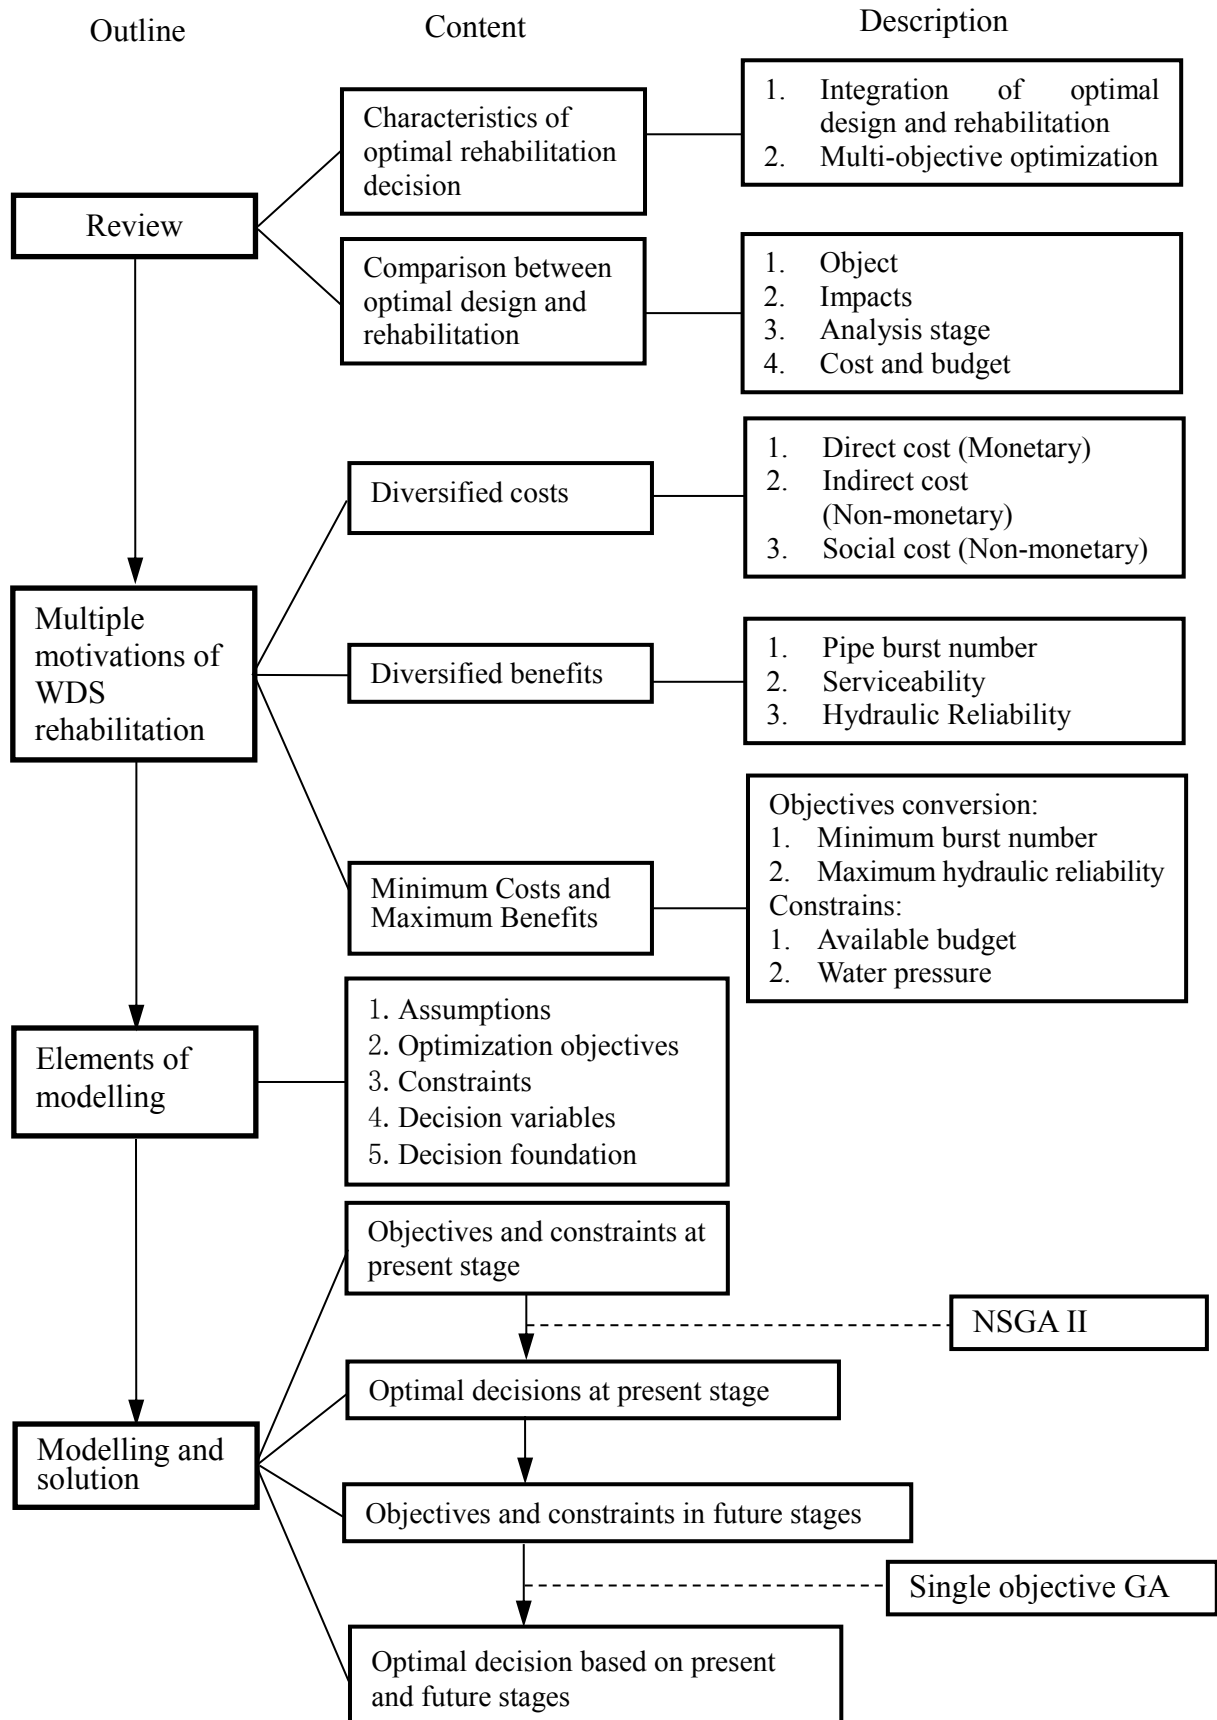 Outline
Content
Description
Characteristics of
optimal rehabilitation
decision
1. Integration of optimal
design and rehabilitation
2. Multi-objective optimization
Review
Comparison between
optimal design and
rehabilitation
1. Object
2. Impacts
3. Analysis stage
4. Cost and budget
Diversified costs
1. Direct cost (Monetary)
2. Indirect cost
(Non-monetary)
3. Social cost (Non-monetary)
Multiple
motivations of
WDS
rehabilitation
Diversified benefits
1. Pipe burst number
2. Serviceability
3. Hydraulic Reliability
Minimum Costs and
Maximum Benefits
Objectives conversion:
1. Minimum burst number
2. Maximum hydraulic reliability
Constrains:
1. Available budget
2. Water pressure
Elements of
modelling
1. Assumptions
2. Optimization objectives
3. Constraints
4. Decision variables
5. Decision foundation
Objectives and constraints at
present stage
NSGA II
Optimal decisions at present stage
Modelling and
solution
Objectives and constraints in future stages
Single objective GA
Optimal decision based on present
and future stages